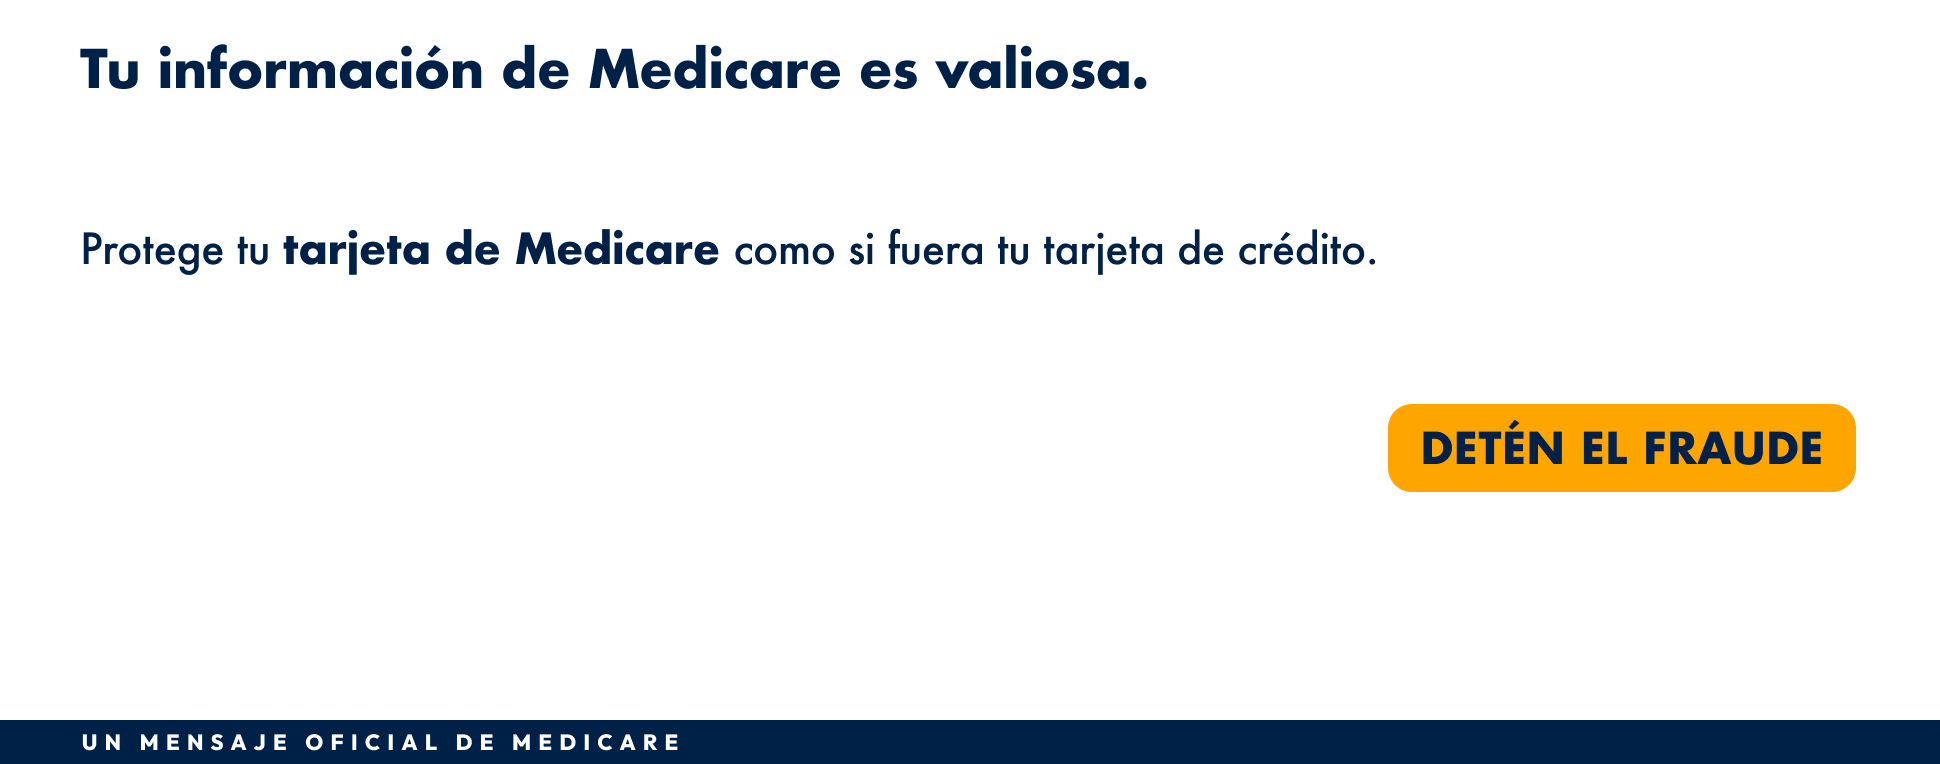 Tu información de Medicare es valiosa.
Protege tu tarjeta de Medicare como si fuera tu tarjeta de crédito.
DETÉN EL FRAUDE
UN MENSAJE OFICIAL DE MEDICARE